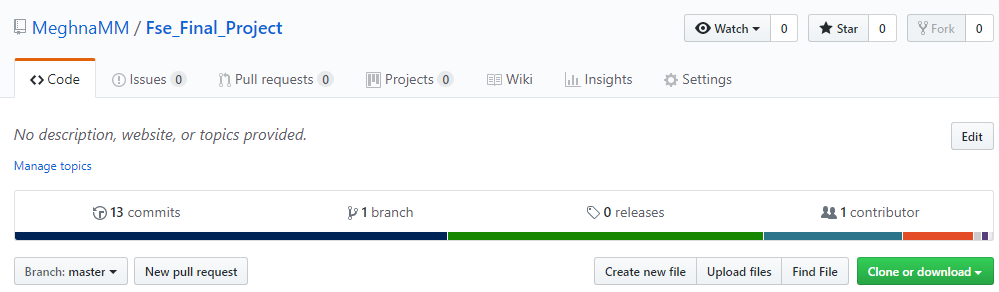 MeghnaMM / Fse_Final_Project Watch 0 Star 0 Fork 0
Code Issues 0 Pull requests 0 Projects 0 Wiki Insights Settings
No description, website, or topics provided. Edit
Manage topics
13 commits 1 branch 0 releases 1 contributor
Branch: master New pull request Create new file Upload files Find File Clone or download